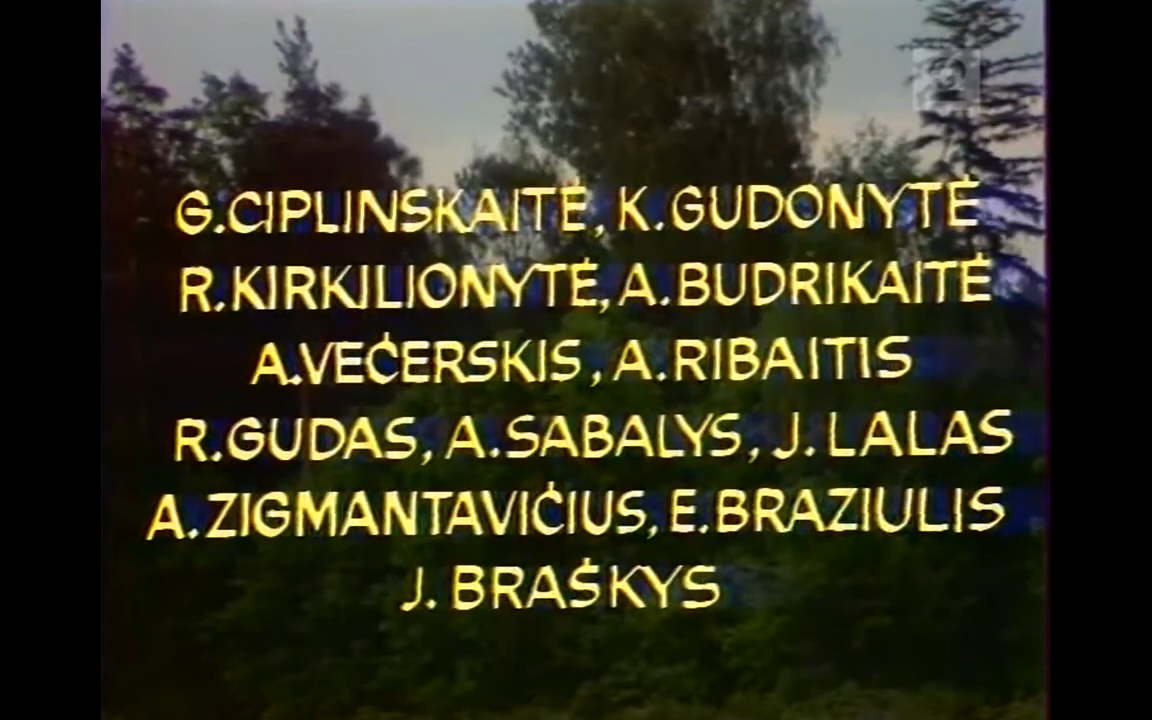 G.CIPLINSKAITĖ, K.GUDONYTĖ
R.KIRKILIONYTĖ, A.BUDRIKAITĖ
A.VEČERSKIS, A.RIBAITIS
R.GUDAS, A.SABALYS, J.LALAS
A.ZIGMANTAVIČIUS, E.BRAZIULIS
J.BRAŠKYS